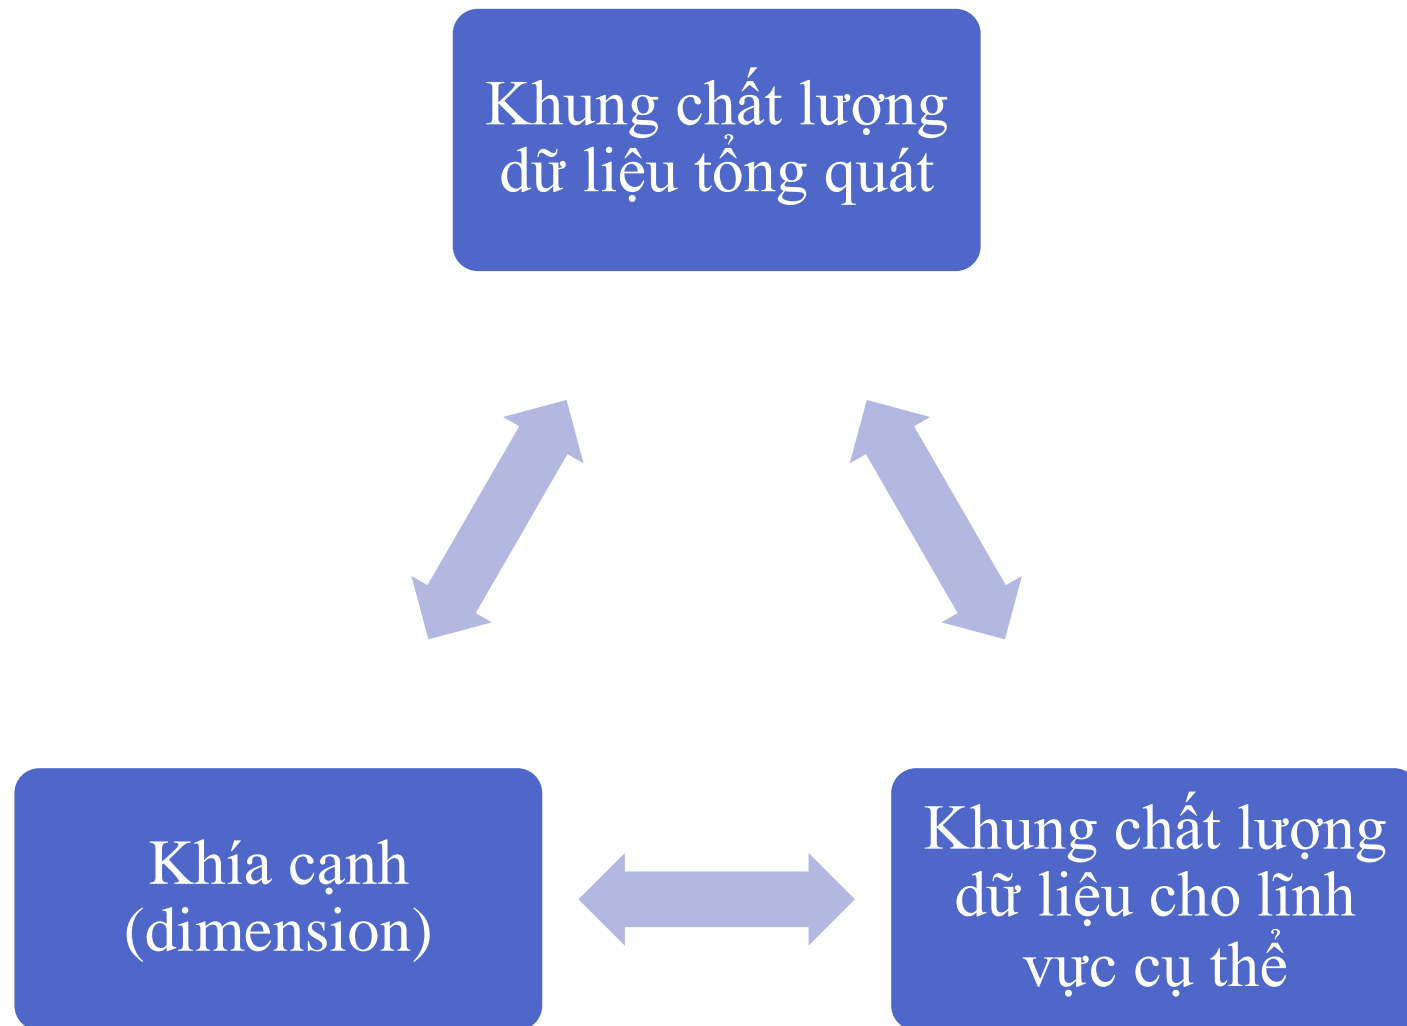 Khung chất lượng
dữ liệu tổng quát
Khía cạnh
(dimension)
Khung chất lượng
dữ liệu cho lĩnh
vực cụ thể